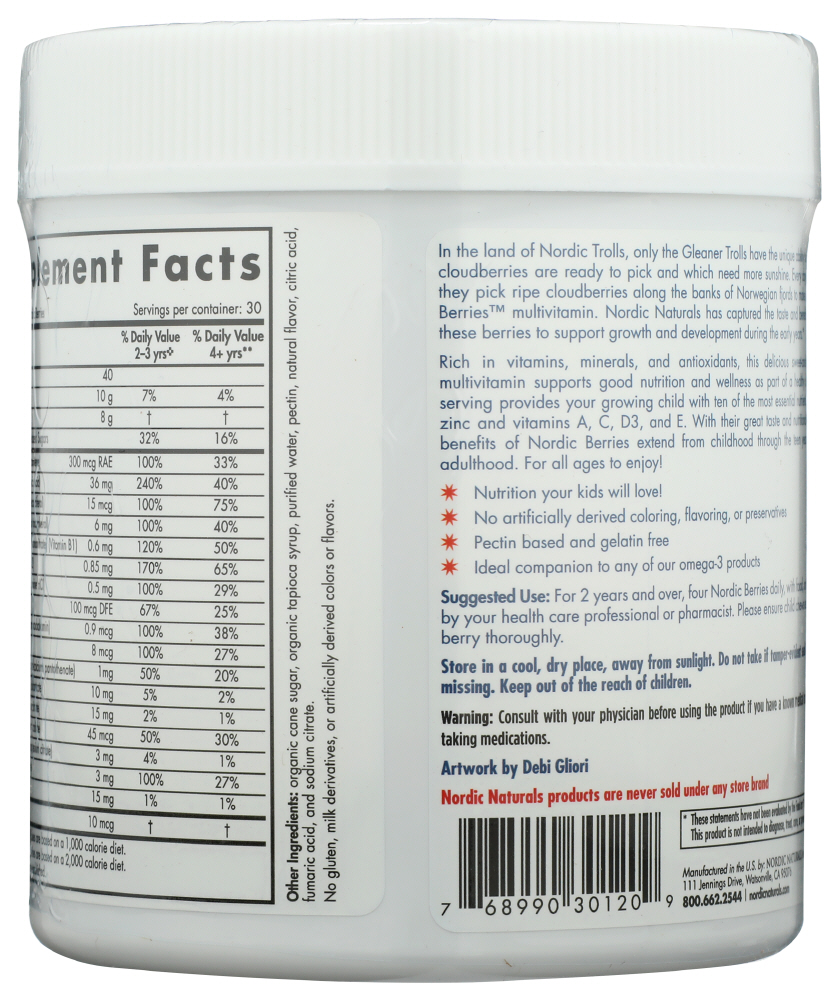 Facts
Servings per container: 30
% Daily Value % Daily Value
2-3 yrs❖ 4+ yrs**
40
10 g 7% 4%
8 g † †
32% 16%
300 mcg RAE 100% 33%
36 mg 240% 40%
15 mcg 100% 75%
6 mg 100% 40%
(Vitamin B1) 0.6 mg 120% 50%
0.85 mg 170% 65%
0.5 mg 100% 29%
100 mcg DFE 67% 25%
0.9 mcg 100% 38%
8 mcg 100% 27%
1mg 50% 20%
10 mg 5% 2%
15 mg 2% 1%
45 mcg 50% 30%
3 mg 4% 1%
3 mg 100% 27%
15 mg 1% 1%
10 mcg † †
on a 1,000 calorie diet.
on a 2,000 calorie diet.
Other Ingredients: organic cane sugar, organic tapioca syrup, purified water, pectin, natural flavor, citric acid,
fumaric acid, and sodium citrate.
No gluten, milk derivatives, or artificially derived colors or flavors.
In the land of Nordic Trolls, only the Gleaner Trolls have the unique
cloudberries are ready to pick and which need more sunshine.
they pick ripe cloudberries along the banks of Norwegian fjords
Berries™ multivitamin. Nordic Naturals has captured the taste and
these berries to support growth and development during the early years.*
Rich in vitamins, minerals, and antioxidants, this delicious
multivitamin supports good nutrition and wellness as part of a
serving provides your growing child with ten of the most essential
zinc and vitamins A, C, D3, and E. With their great taste and
benefits of Nordic Berries extend from childhood through the
adulthood. For all ages to enjoy!
Nutrition your kids will love!
No artificially derived coloring, flavoring, or preservatives
Pectin based and gelatin free
Ideal companion to any of our omega-3 products
Suggested Use: For 2 years and over, four Nordic Berries daily, with
by your health care professional or pharmacist. Please ensure child
berry thoroughly.
Store in a cool, dry place, away from sunlight. Do not take if tamper-evident
missing. Keep out of the reach of children.
Warning: Consult with your physician before using the product if you have a known
taking medications.
Artwork by Debi Gliori
Nordic Naturals products are never sold under any store brand
* These statements have not been evaluated by the
This product is not intended to diagnose, treat,
Manufactured in the U.S. by: NORDIC
111 Jennings Drive, Watsonville, CA 95076
800.662.2544 | nordicnaturals.com
7 68990 30120 9